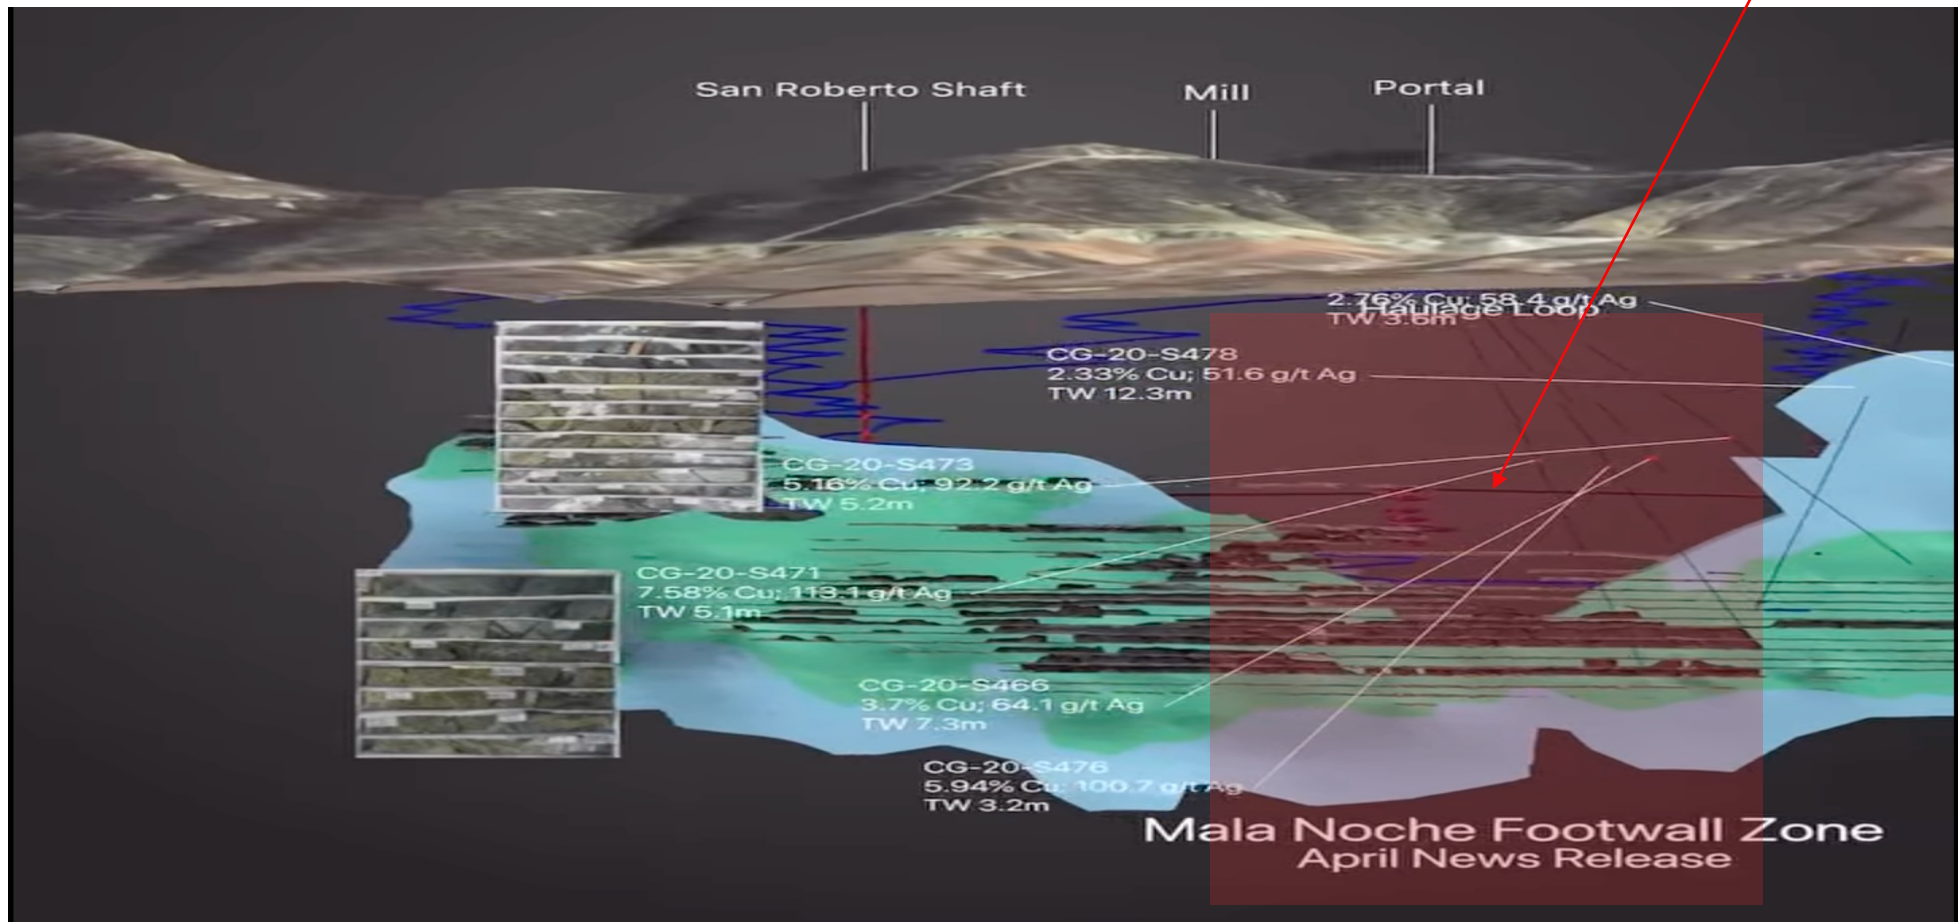 San Roberto Shaft
Mill
Portal
2.76% Cu; 58.4 g/t Ag
Haulage Loop
TW 3.6m
CG-20-S478
2.33% Cu; 51.6 g/t Ag
TW 12.3m
CG-20-S473
5.16% Cu; 92.2 g/t Ag
TW 5.2m
CG-20-S471
7.58% Cu; 113.1 g/t Ag
TW 5.1m
CG-20-S466
3.7% Cu; 64.1 g/t Ag
TW 7.3m
CG-20-S476
5.94% Cu; 100.7 g/t Ag
TW 3.2m
Mala Noche Footwall Zone
April News Release